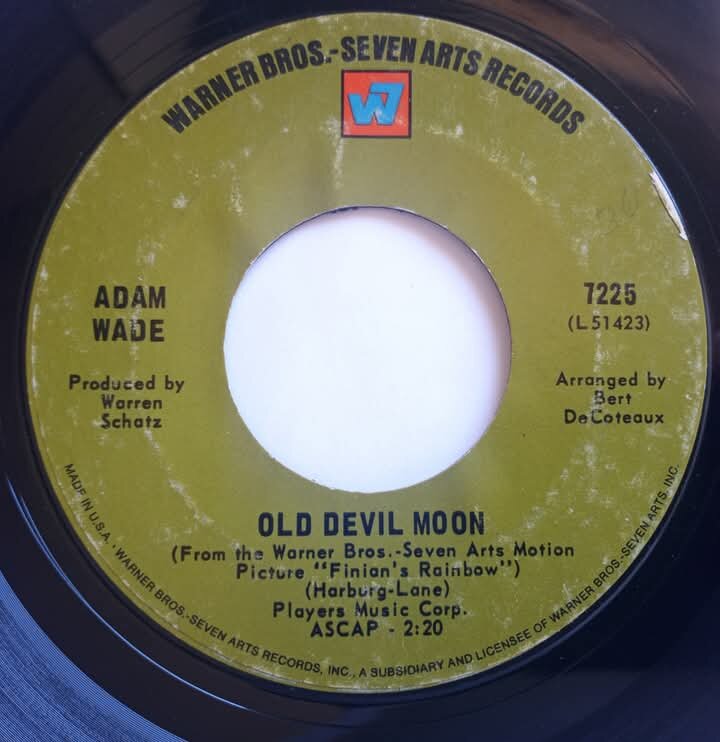 WARNER BROS.-SEVEN ARTS RECORDS
W7
ADAM
WADE
7225
(L51423)
Produced by
Warren
Schatz
Arranged by
Bert
DeCoteaux
OLD DEVIL MOON
(From the Warner Bros.-Seven Arts Motion
Picture "Finian's Rainbow")
(Harburg-Lane)
Players Music Corp.
ASCAP - 2:20
MADE IN U.S.A. · WARNER BROS.-SEVEN ARTS RECORDS, INC., A SUBSIDIARY AND LICENSEE OF WARNER BROS.-SEVEN ARTS, INC.